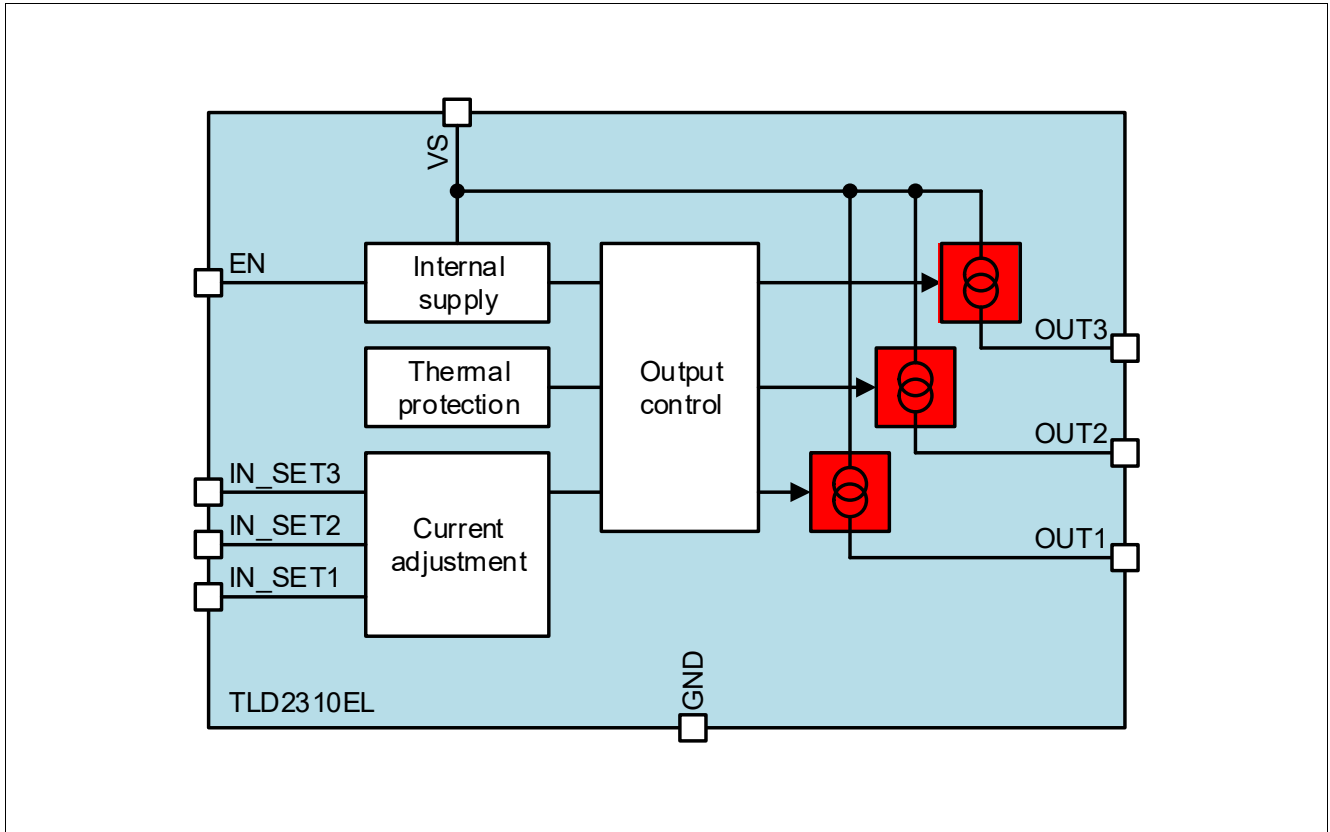 VS
EN
Internal
supply
Thermal
protection
Output
control
OUT3
OUT2
OUT1
IN_SET3
IN_SET2
IN_SET1
Current
adjustment
TLD2310EL
GND